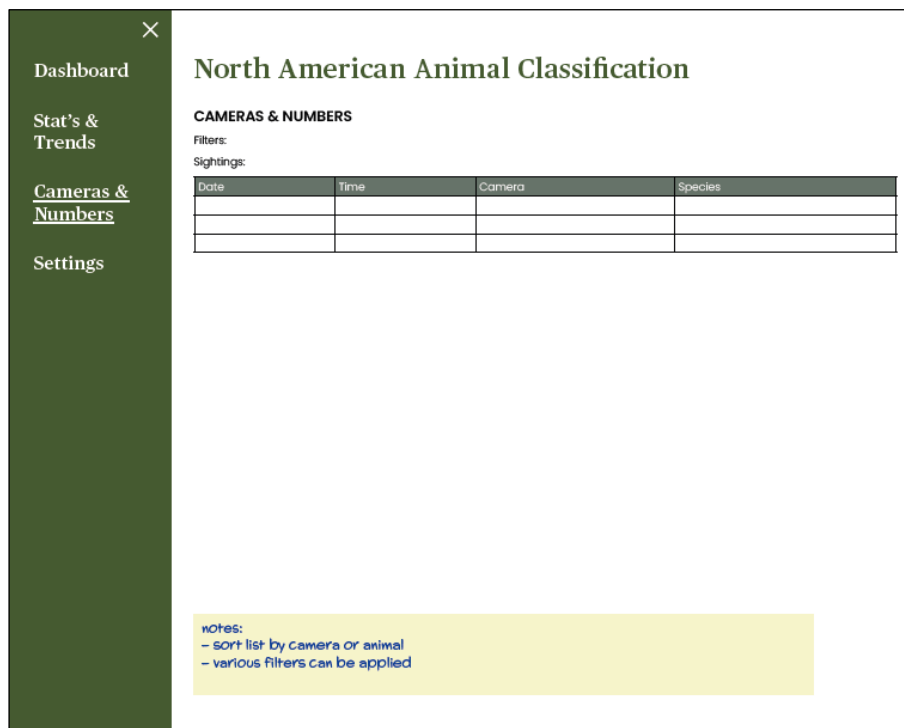 Dashboard
Stat's &
Trends
Cameras &
Numbers
Settings
North American Animal Classification
CAMERAS & NUMBERS
Filters:
Sightings:
Date Time Camera Species
notes:
– sort list by camera or animal
– various filters can be applied